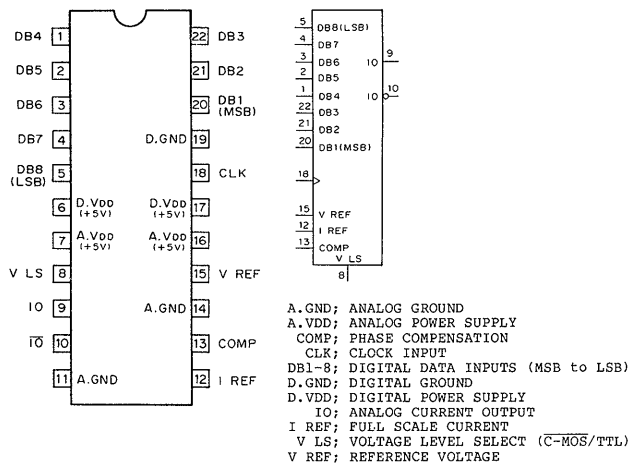 DB4 1
DB5 2
DB6 3
DB7 4
DB8 5
(LSB)
6 D.VDD
(+5V)
7 A.VDD
(+5V)
V LS 8
IO 9
I̅O̅ 10
11 A.GND
22 DB3
21 DB2
20 DB1
(MSB)
D.GND 19
18 CLK
D.VDD 17
(+5V)
A.VDD 16
(+5V)
15 V REF
A.GND 14
13 COMP
12 I REF
5 DB8(LSB)
4 DB7
3 DB6 IO 9
2 DB5
1 DB4 IO 10
22 DB3
21 DB2
20 DB1(MSB)
18
15 V REF
12 I REF
13 COMP
V LS
8
A.GND; ANALOG GROUND
A.VDD; ANALOG POWER SUPPLY
COMP; PHASE COMPENSATION
CLK; CLOCK INPUT
DB1-8; DIGITAL DATA INPUTS (MSB to LSB)
D.GND; DIGITAL GROUND
D.VDD; DIGITAL POWER SUPPLY
IO; ANALOG CURRENT OUTPUT
I REF; FULL SCALE CURRENT
V LS; VOLTAGE LEVEL SELECT (C̅-̅M̅O̅S̅/TTL)
V REF; REFERENCE VOLTAGE